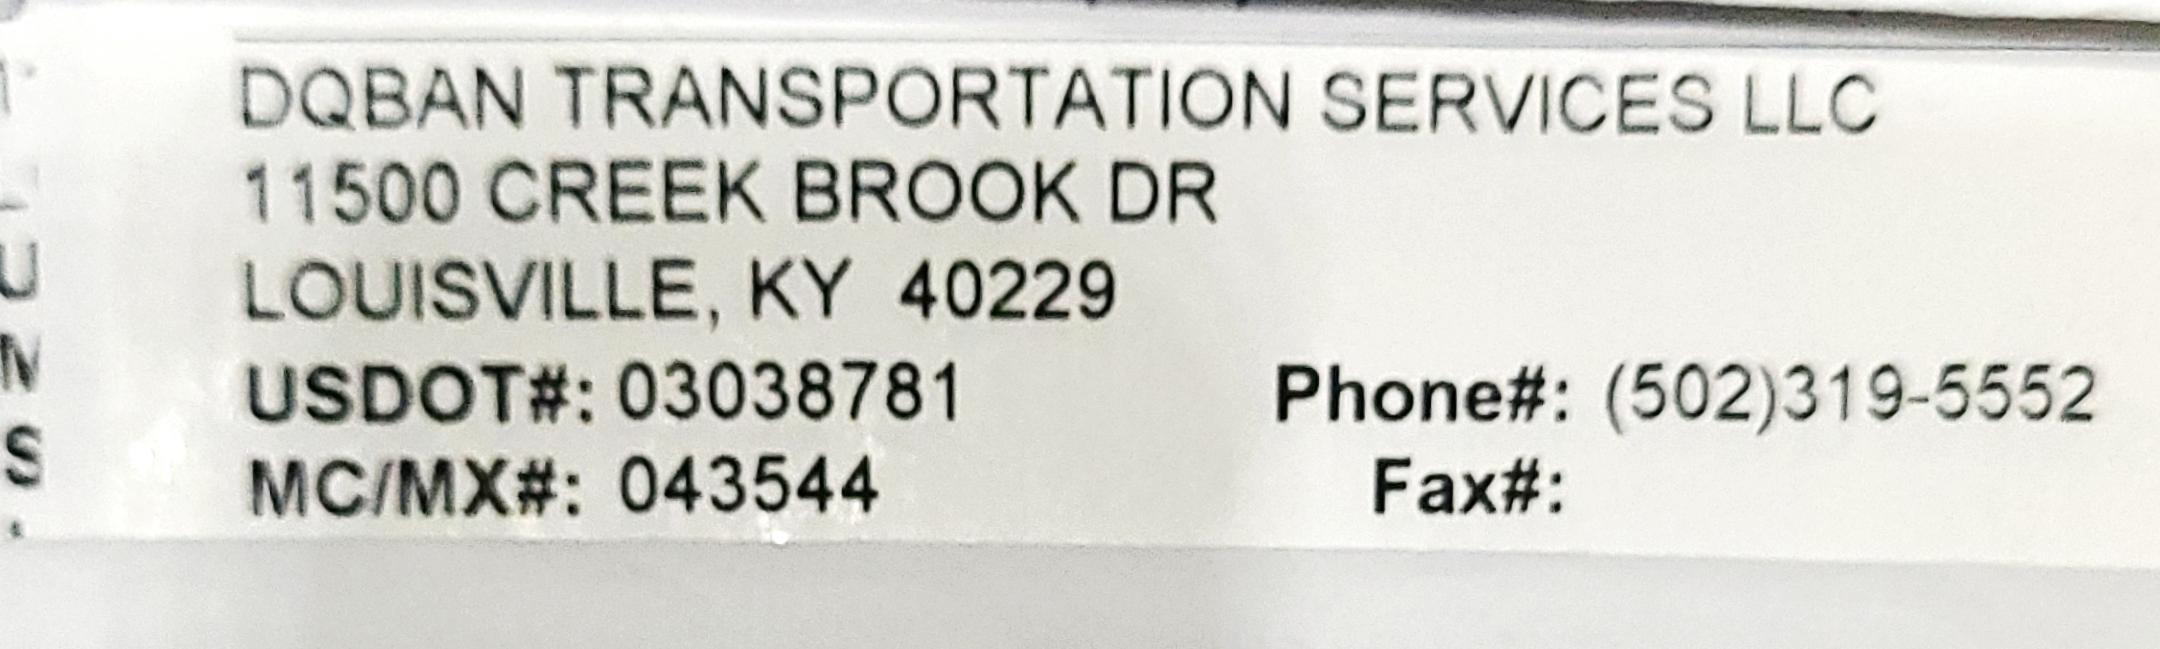 DQBAN TRANSPORTATION SERVICES LLC
11500 CREEK BROOK DR
LOUISVILLE, KY 40229
USDOT#: 03038781 Phone#: (502)319-5552
MC/MX#: 043544 Fax#: